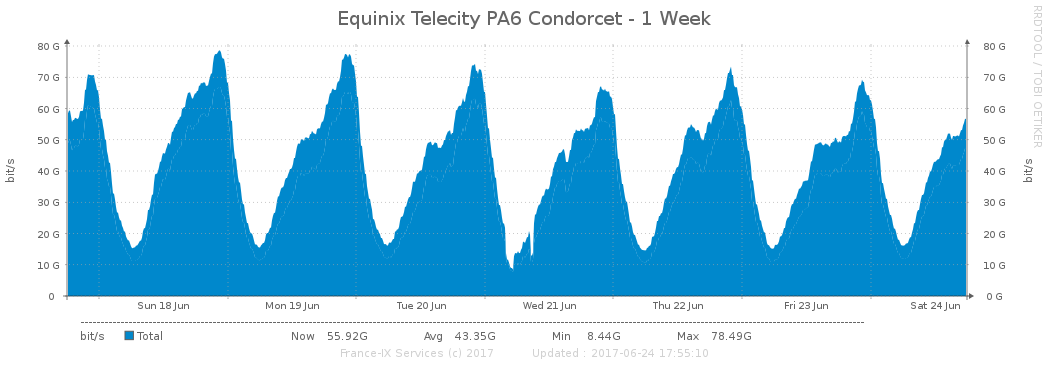 Equinix Telecity PA6 Condorcet - 1 Week
RRDTOOL / TOBI OETIKER
80 G 80 G
70 G 70 G
60 G 60 G
50 G 50 G
40 G 40 G
30 G 30 G
20 G 20 G
10 G 10 G
0 0 G
bit/s bit/s
Sun 18 Jun Mon 19 Jun Tue 20 Jun Wed 21 Jun Thu 22 Jun Fri 23 Jun Sat 24 Jun
bit/s Total Now 55.92G Avg 43.35G Min 8.44G Max 78.49G
France-IX Services (c) 2017 Updated : 2017-06-24 17:55:10